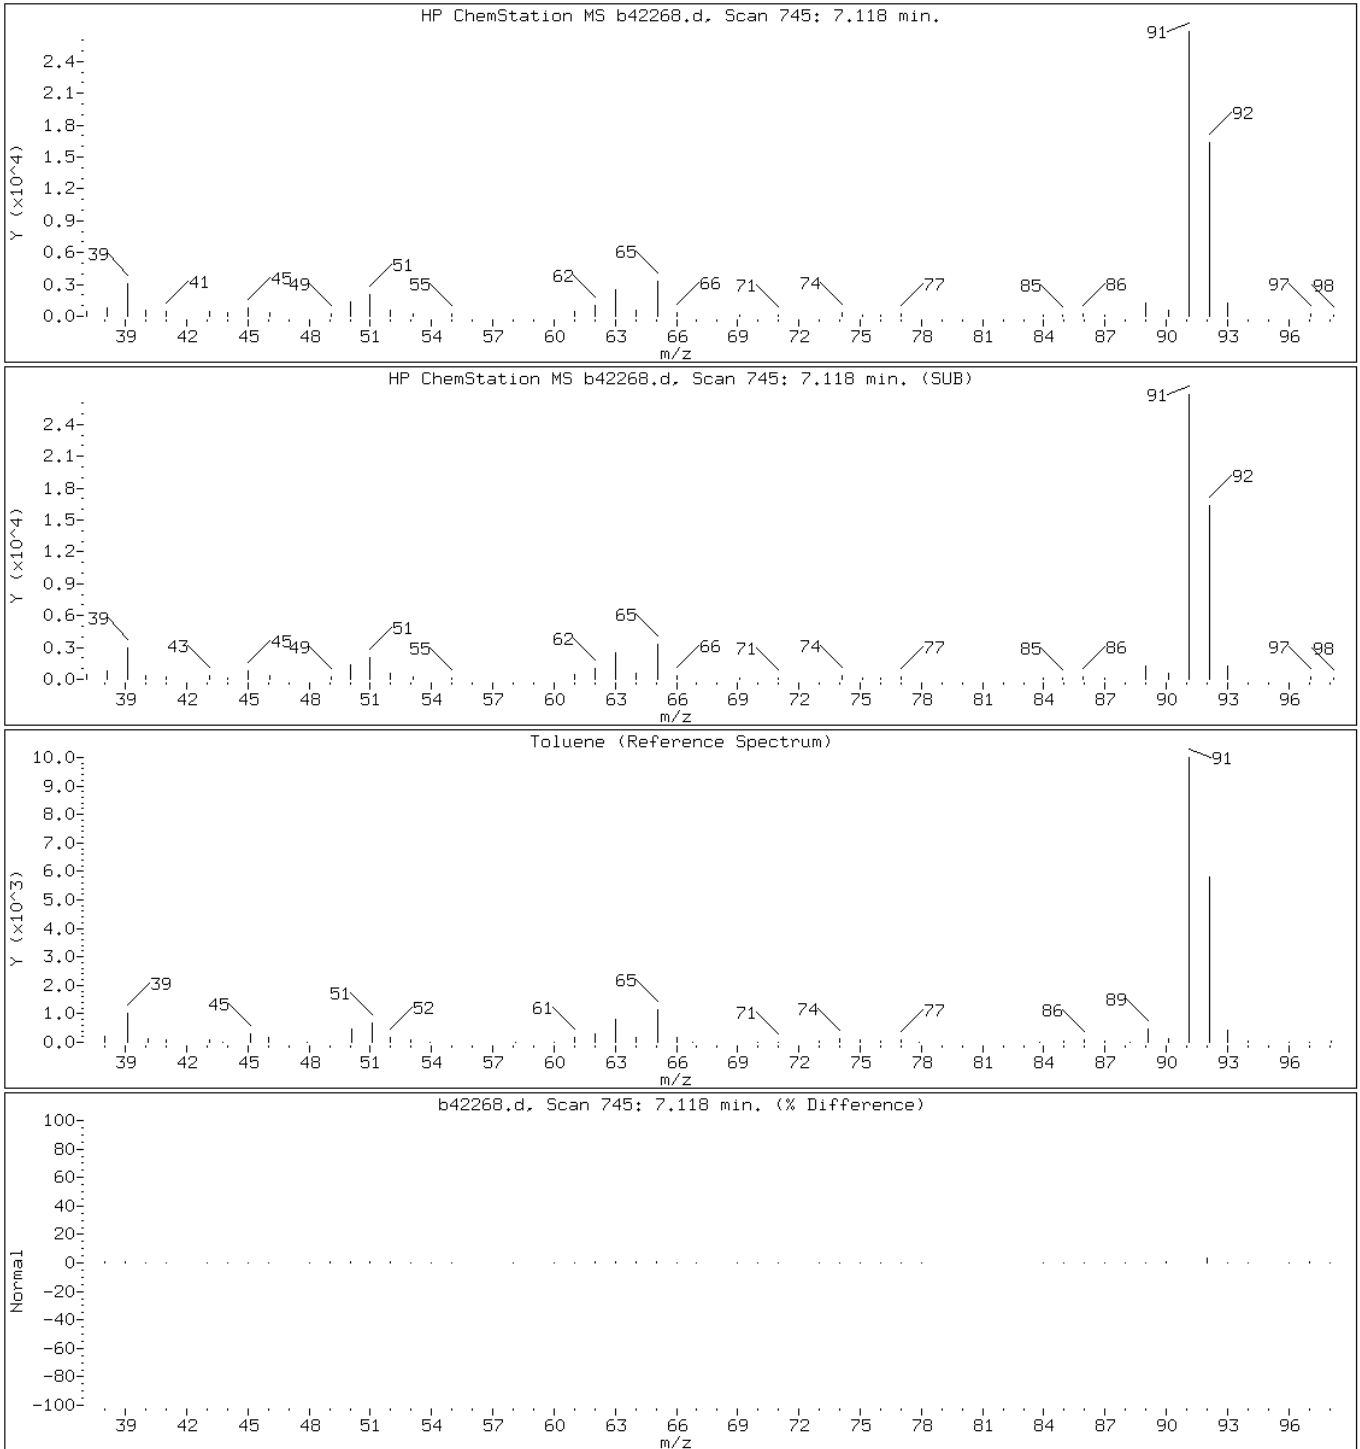 HP ChemStation MS b42268.d, Scan 745: 7.118 min.
Y (x10^4)
2.4
2.1
1.8
1.5
1.2
0.9
0.6
0.3
0.0
39 41 45 49 51 55 62 65 66 71 74 77 85 86 91 92 97 98
39 42 45 48 51 54 57 60 63 66 69 72 75 78 81 84 87 90 93 96
m/z
HP ChemStation MS b42268.d, Scan 745: 7.118 min. (SUB)
Y (x10^4)
2.4
2.1
1.8
1.5
1.2
0.9
0.6
0.3
0.0
39 43 45 49 51 55 62 65 66 71 74 77 85 86 91 92 97 98
39 42 45 48 51 54 57 60 63 66 69 72 75 78 81 84 87 90 93 96
m/z
Toluene (Reference Spectrum)
Y (x10^3)
10.0
9.0
8.0
7.0
6.0
5.0
4.0
3.0
2.0
1.0
0.0
39 45 51 52 61 65 71 74 77 86 89 91
39 42 45 48 51 54 57 60 63 66 69 72 75 78 81 84 87 90 93 96
m/z
b42268.d, Scan 745: 7.118 min. (% Difference)
Normal
100
80
60
40
20
0
-20
-40
-60
-80
-100
39 42 45 48 51 54 57 60 63 66 69 72 75 78 81 84 87 90 93 96
m/z